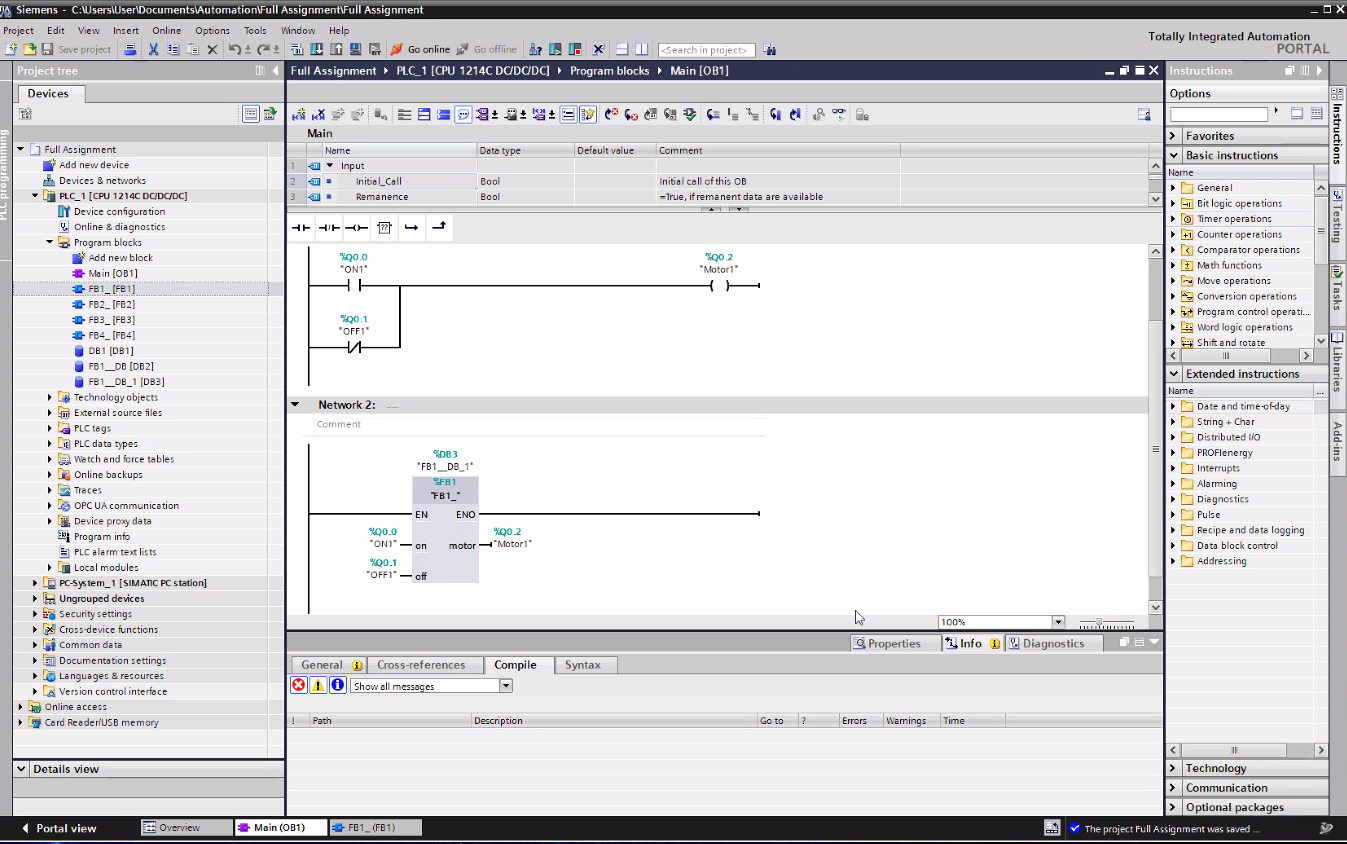 Siemens - C:\Users\User\Documents\Automation\Full Assignment\Full Assignment
Project Edit View Insert Online Options Tools Window Help
Totally Integrated Automation
PORTAL
Save project
Go online
Go offline
<Search in project>
Project tree
Full Assignment PLC_1 [CPU 1214C DC/DC/DC] Program blocks Main [OB1]
Instructions
Devices
Options
PLC programming
Full Assignment
Add new device
Devices & networks
PLC_1 [CPU 1214C DC/DC/DC]
Device configuration
Online & diagnostics
Program blocks
Add new block
Main [OB1]
FB1_ [FB1]
FB2_ [FB2]
FB3_ [FB3]
FB4_ [FB4]
DB1 [DB1]
FB1__DB [DB2]
FB1__DB_1 [DB3]
Technology objects
External source files
PLC tags
PLC data types
Watch and force tables
Online backups
Traces
OPC UA communication
Device proxy data
Program info
PLC alarm text lists
Local modules
PC-System_1 [SIMATIC PC station]
Ungrouped devices
Security settings
Cross-device functions
Common data
Documentation settings
Languages & resources
Version control interface
Online access
Card Reader/USB memory
Details view
Main
Name Data type Default value Comment
1 Input
2 Initial_Call Bool Initial call of this OB
3 Remanence Bool =True, if remanent data are available
??
%Q0.0
"ON1"
%Q0.2
"Motor1"
%Q0.1
"OFF1"
Network 2: .....
Comment
%DB3
"FB1__DB_1"
%FB1
"FB1_"
EN ENO
%Q0.0
"ON1" on
motor
%Q0.2
"Motor1"
%Q0.1
"OFF1" off
100%
Properties Info Diagnostics
General Cross-references Compile Syntax
Show all messages
! Path Description Go to ? Errors Warnings Time
Favorites
Basic instructions
Name
General
Bit logic operations
Timer operations
Counter operations
Comparator operations
Math functions
Move operations
Conversion operations
Program control operati...
Word logic operations
Shift and rotate
Extended instructions
Name ...
Date and time-of-day
String + Char
Distributed I/O
PROFIenergy
Interrupts
Alarming
Diagnostics
Pulse
Recipe and data logging
Data block control
Addressing
Technology
Communication
Optional packages
Instructions
Testing
Tasks
Libraries
Add-ins
Portal view
Overview
Main (OB1)
FB1_ (FB1)
The project Full Assignment was saved ...